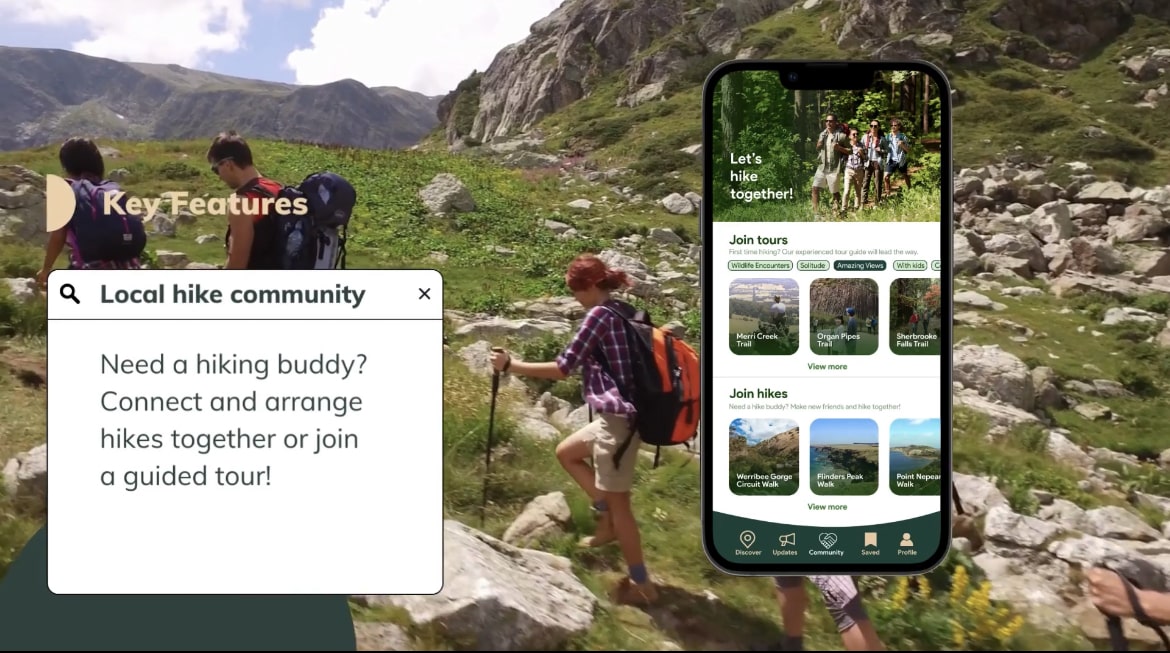 Key Features
Local hike community
Need a hiking buddy?
Connect and arrange
hikes together or join
a guided tour!
Let's
hike
together!
Join tours
First time hiking? Our experienced tour guide will lead the way.
Wildlife Encounters Solitude Amazing Views With kids
Merri Creek
Trail
Organ Pipes
Trail
Sherbrooke
Falls Trail
View more
Join hikes
Need a hike buddy? Make new friends and hike together!
Werribee Gorge
Circuit Walk
Flinders Peak
Walk
Point Nepean
Walk
View more
Discover Updates Community Saved Profile